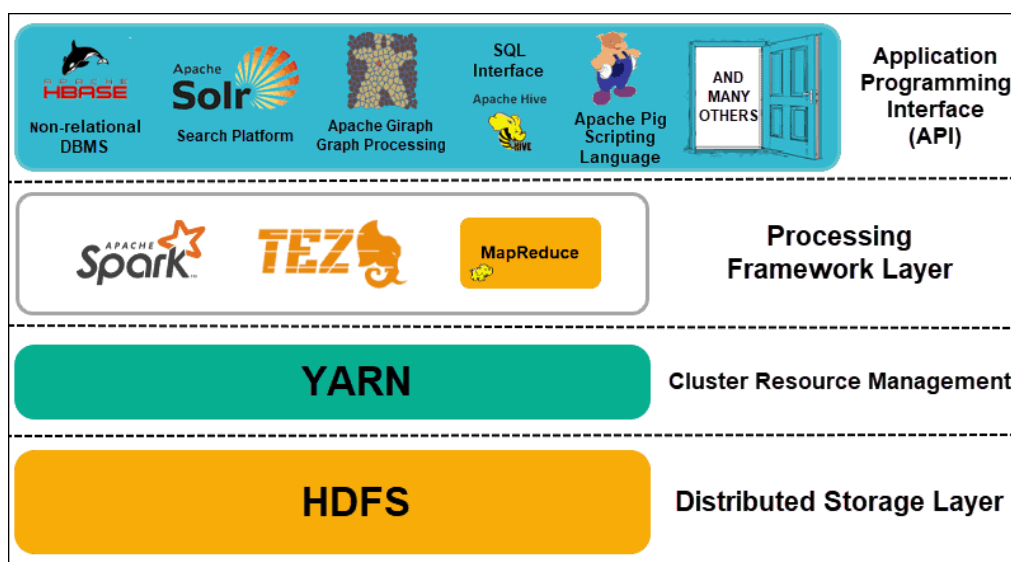 APACHE
HBASE
Non-relational
DBMS
Apache
Solr
Search Platform
Apache Giraph
Graph Processing
SQL
Interface
Apache Hive
HIVE
Apache Pig
Scripting
Language
AND
MANY
OTHERS
Application
Programming
Interface
(API)
APACHE
Spark
TM
TEZ
MapReduce
Processing
Framework Layer
YARN
Cluster Resource Management
HDFS
Distributed Storage Layer